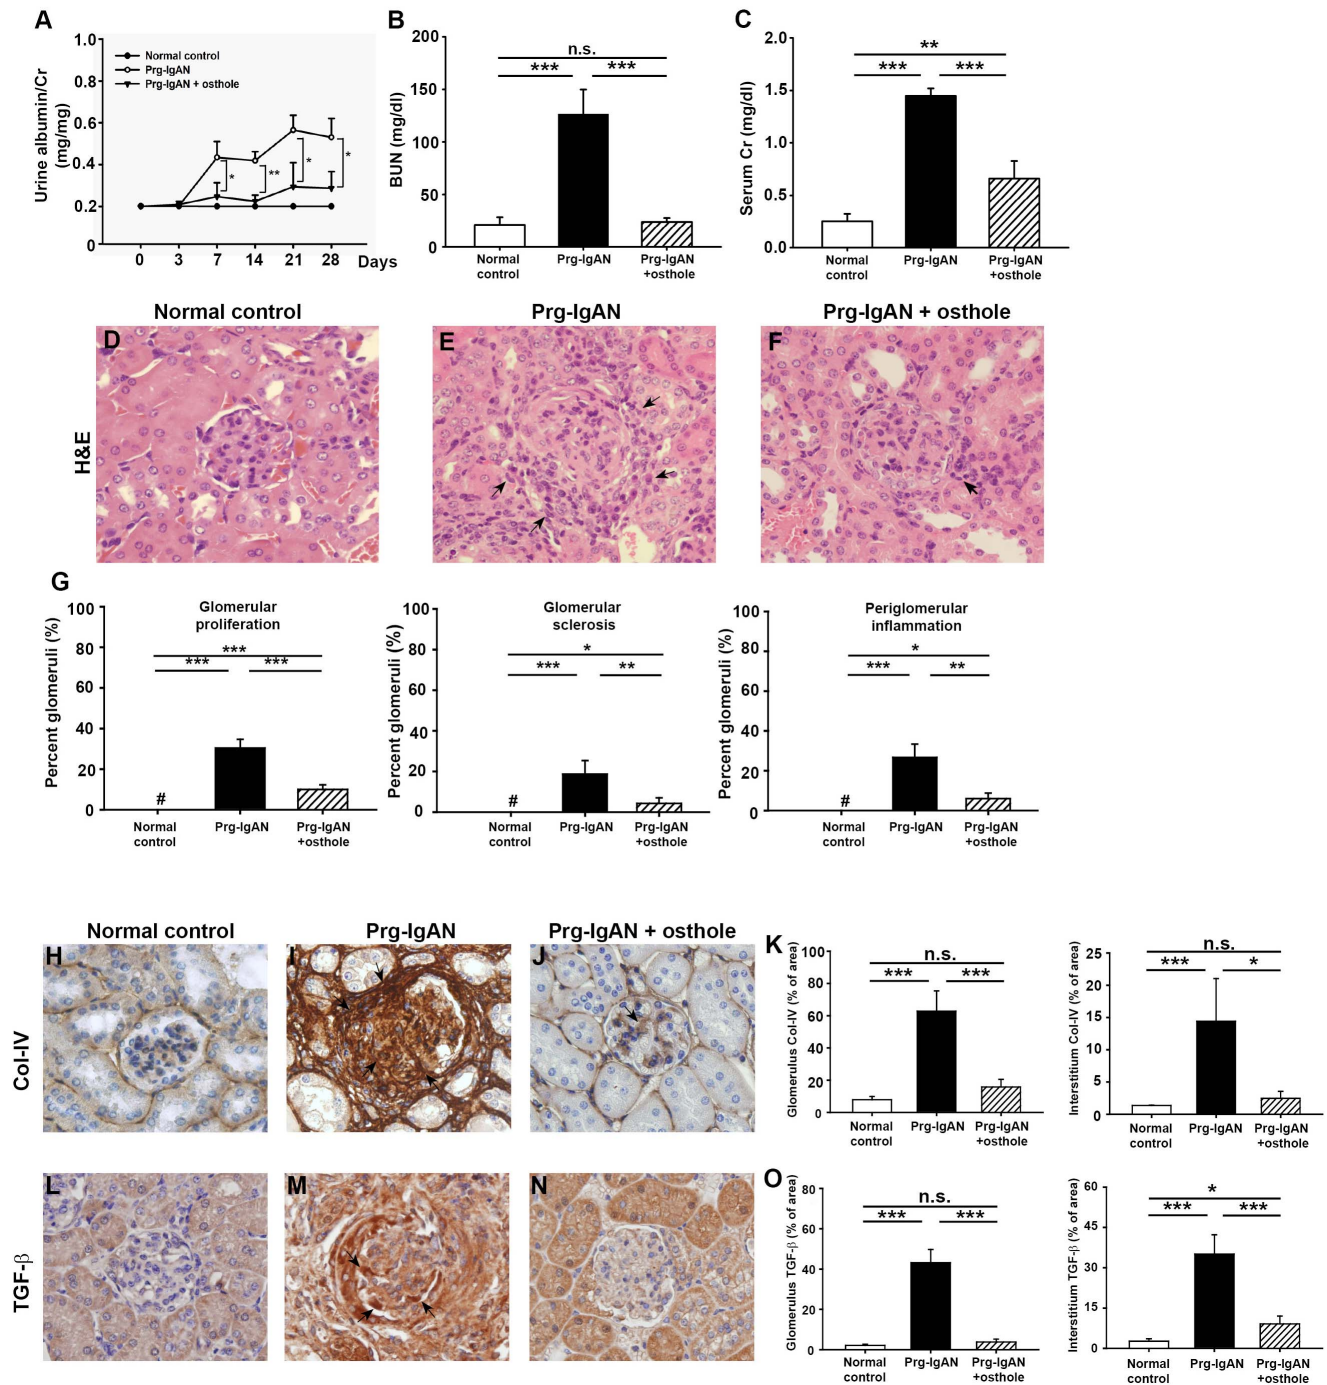 A
Urine albumin/Cr
(mg/mg)
1.0
0.8
0.6
0.4
0.2
0
Normal control
Prg-IgAN
Prg-IgAN + osthole
*
**
*
*
0 3 7 14 21 28 Days
B
BUN (mg/dl)
200
150
100
50
0
n.s.
*** ***
Normal
control
Prg-IgAN
Prg-IgAN
+osthole
C
Serum Cr (mg/dl)
2.0
1.5
1.0
0.5
0.0
**
*** ***
Normal
control
Prg-IgAN
Prg-IgAN
+osthole
Normal control
Prg-IgAN
Prg-IgAN + osthole
H&E
D
E
F
G
Percent glomeruli (%)
100
80
60
40
20
0
Glomerular
proliferation
***
*** ***
#
Normal
control
Prg-IgAN
Prg-IgAN
+osthole
Percent glomeruli (%)
100
80
60
40
20
0
Glomerular
sclerosis
*
*** **
#
Normal
control
Prg-IgAN
Prg-IgAN
+osthole
Percent glomeruli (%)
100
80
60
40
20
0
Periglomerular
inflammation
*
*** **
#
Normal
control
Prg-IgAN
Prg-IgAN
+osthole
Normal control
Prg-IgAN
Prg-IgAN + osthole
Col-IV
H
I
J
K
Glomerulus Col-IV (% of area)
100
80
60
40
20
0
n.s.
*** ***
Normal
control
Prg-IgAN
Prg-IgAN
+osthole
Interstitium Col-IV (% of area)
25
20
15
10
5
0
n.s.
*** *
Normal
control
Prg-IgAN
Prg-IgAN
+osthole
TGF-β
L
M
N
O
Glomerulus TGF-β (% of area)
80
60
40
20
0
n.s.
*** ***
Normal
control
Prg-IgAN
Prg-IgAN
+osthole
Interstitium TGF-β (% of area)
60
45
30
15
0
*
*** ***
Normal
control
Prg-IgAN
Prg-IgAN
+osthole